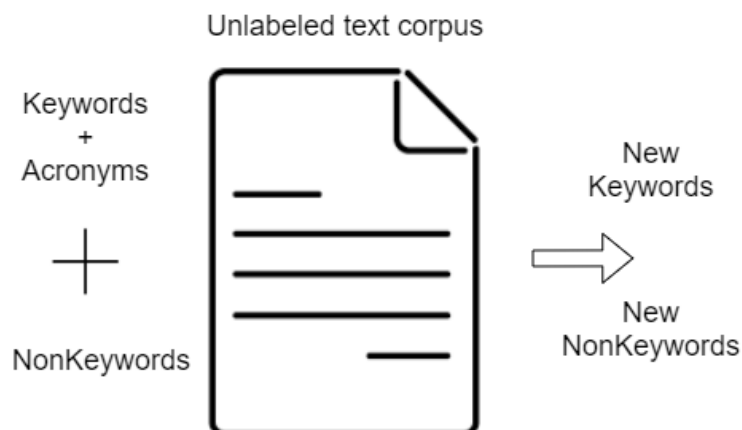 Unlabeled text corpus
Keywords
+
Acronyms
NonKeywords
New
Keywords
New
NonKeywords